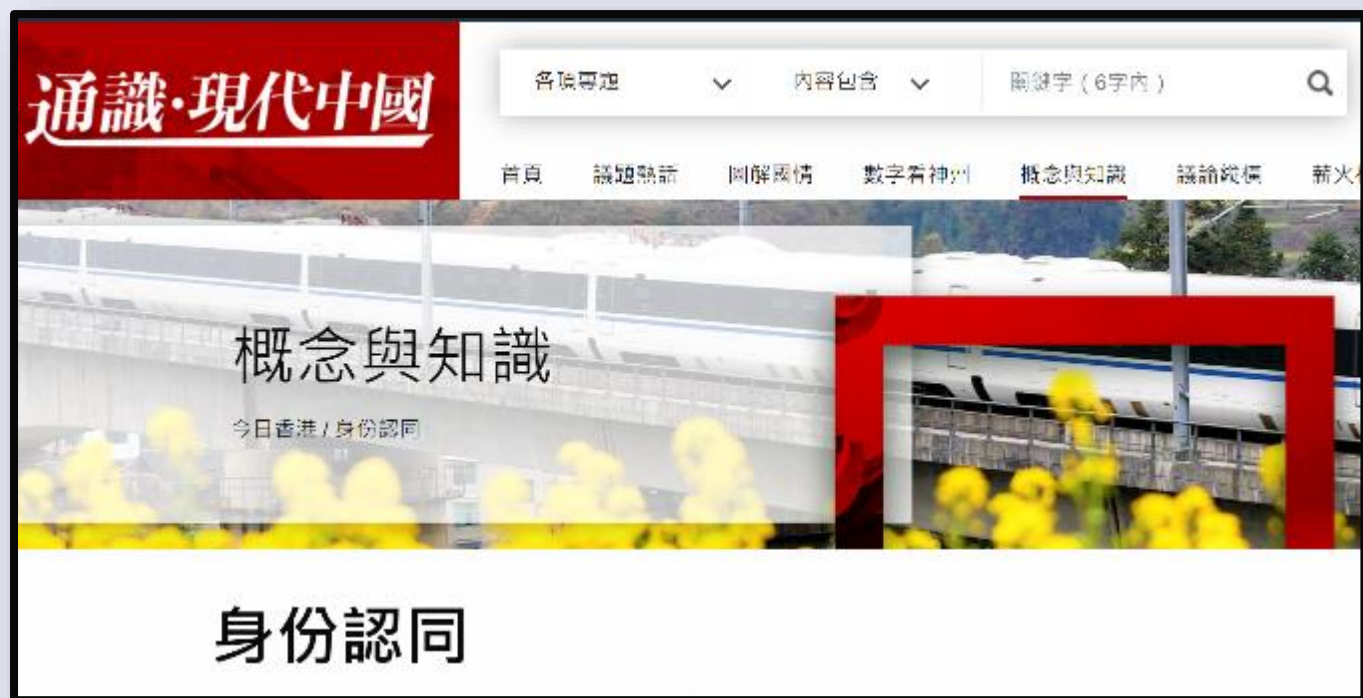 通識·現代中國
各項專題 內容包含 關鍵字（6字內）
首頁 議題熱話 圖解國情 數字看神州 概念與知識 議論縱橫 薪火
概念與知識
今日香港 / 身份認同
身份認同